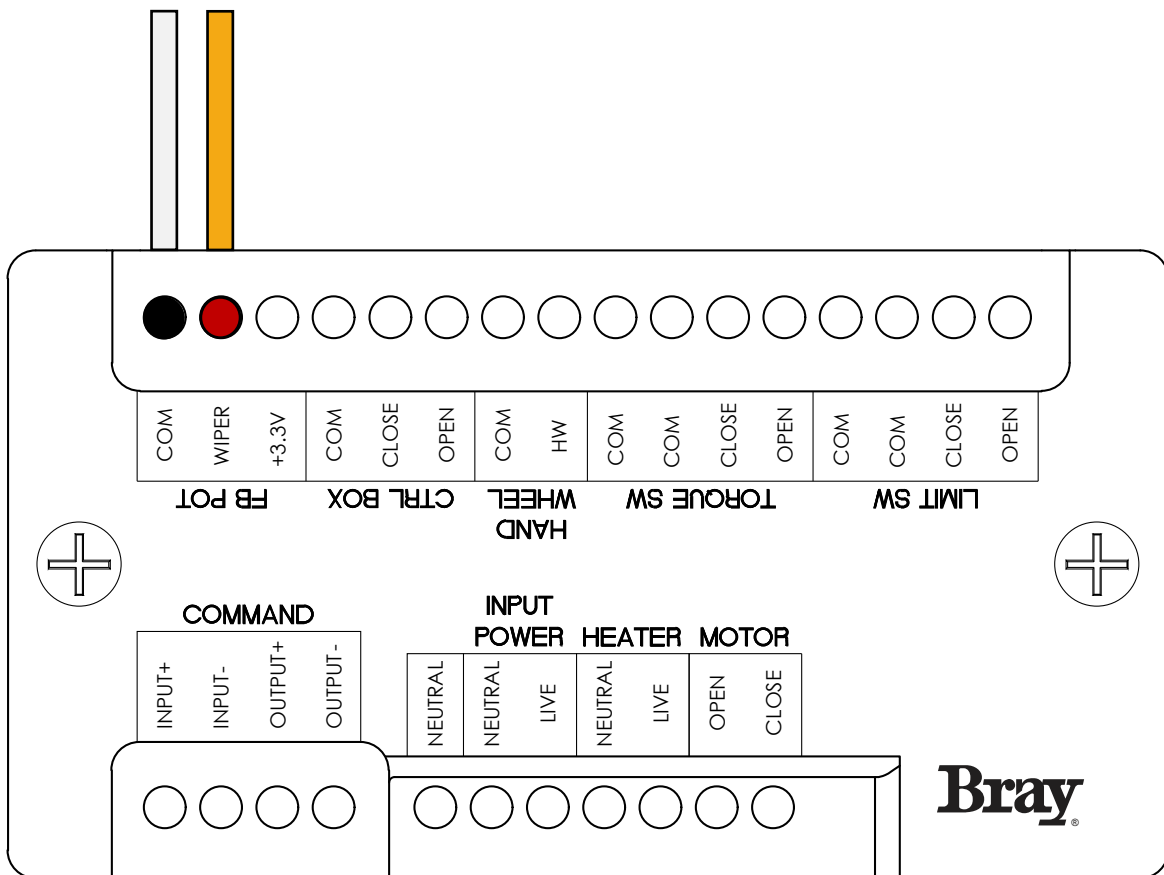 COM WIPER +3.3V COM CLOSE OPEN COM HW COM COM CLOSE OPEN COM COM CLOSE OPEN
FB POT CTRL BOX HAND WHEEL TORQUE SW LIMIT SW
COMMAND
INPUT+ INPUT- OUTPUT+ OUTPUT-
INPUT POWER HEATER MOTOR
NEUTRAL NEUTRAL LIVE NEUTRAL LIVE OPEN CLOSE
Bray®